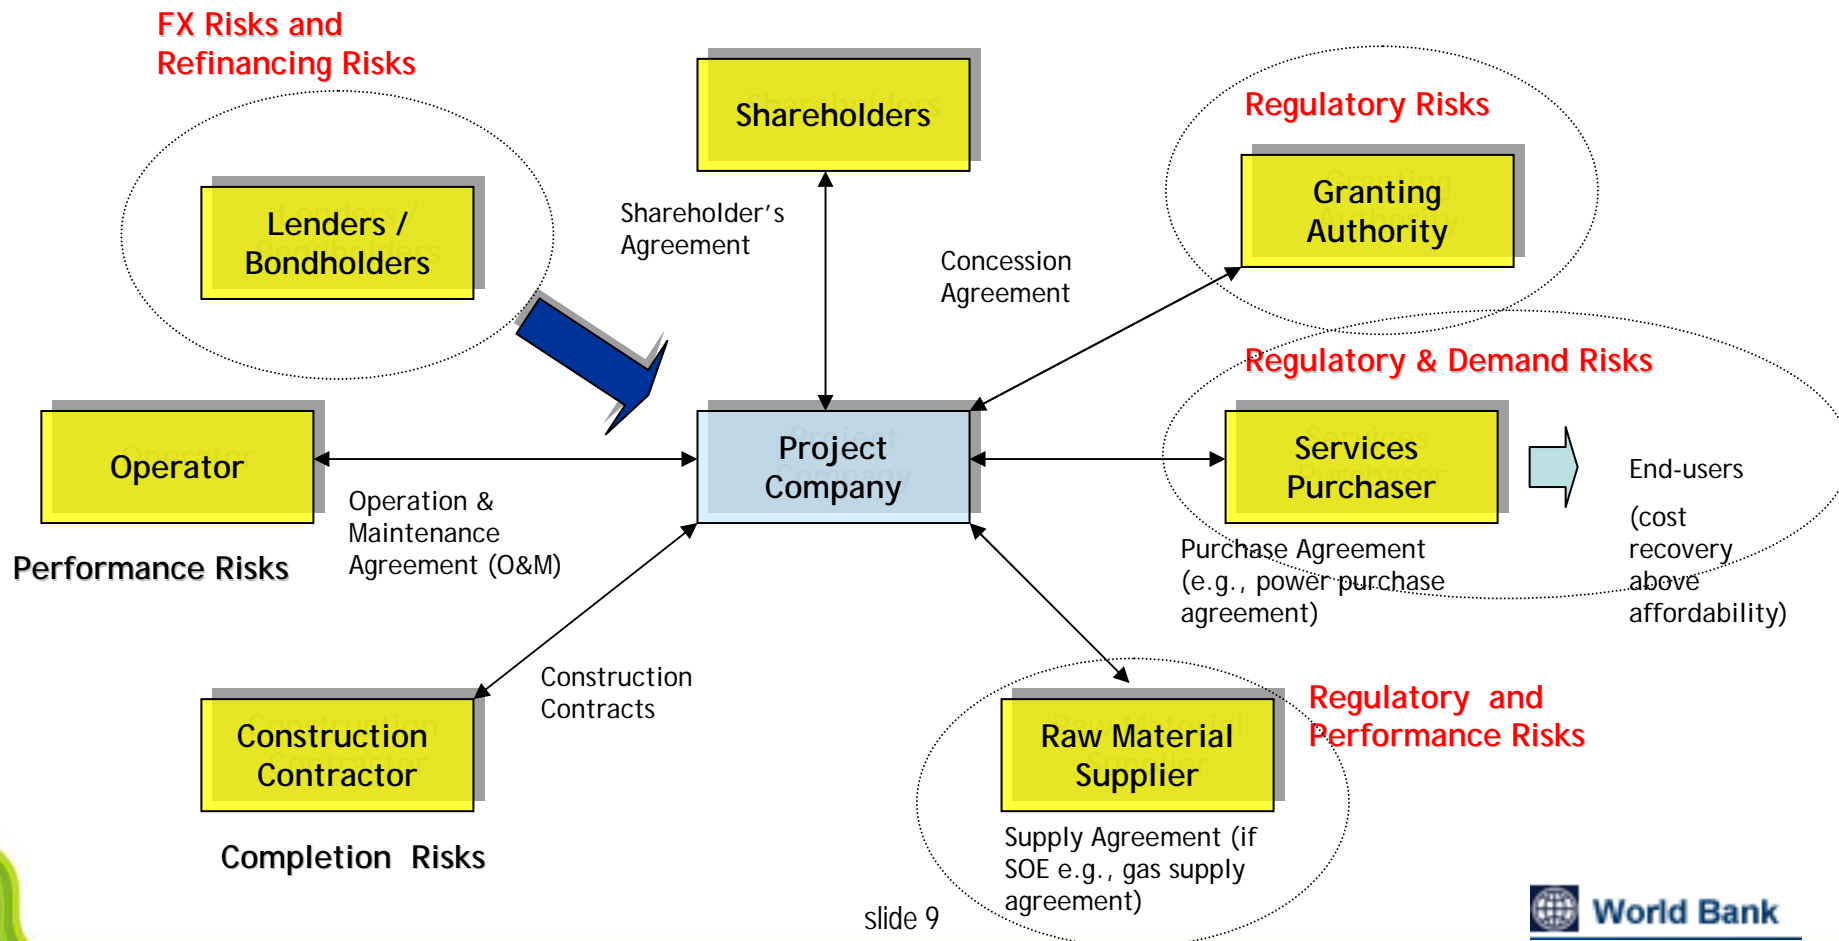 FX Risks and
Refinancing Risks
Shareholders
Regulatory Risks
Granting
Authority
Lenders /
Bondholders
Shareholder's
Agreement
Concession
Agreement
Regulatory & Demand Risks
Operator
Project
Company
Services
Purchaser
End-users
(cost
recovery
above
affordability)
Operation &
Maintenance
Agreement (O&M)
Performance Risks
Purchase Agreement
(e.g., power purchase
agreement)
Construction
Contracts
Construction
Contractor
Completion Risks
Raw Material
Supplier
Regulatory and
Performance Risks
Supply Agreement (if
SOE e.g., gas supply
agreement)
slide 9
World Bank